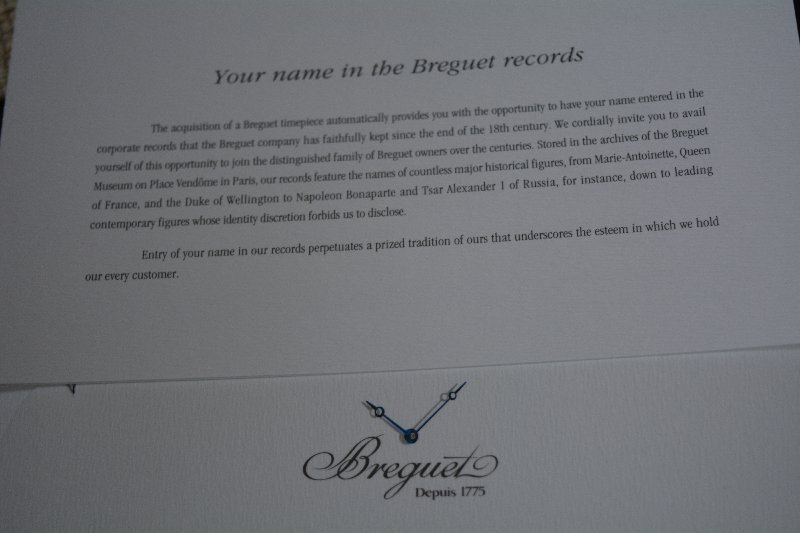 Your name in the Breguet records
The acquisition of a Breguet timepiece automatically provides you with the opportunity to have your name entered in the
corporate records that the Breguet company has faithfully kept since the end of the 18th century. We cordially invite you to avail
yourself of this opportunity to join the distinguished family of Breguet owners over the centuries. Stored in the archives of the Breguet
Museum on Place Vendôme in Paris, our records feature the names of countless major historical figures, from Marie-Antoinette, Queen
of France, and the Duke of Wellington to Napoleon Bonaparte and Tsar Alexander I of Russia, for instance, down to leading
contemporary figures whose identity discretion forbids us to disclose.
Entry of your name in our records perpetuates a prized tradition of ours that underscores the esteem in which we hold
our every customer.
Breguet
Depuis 1775